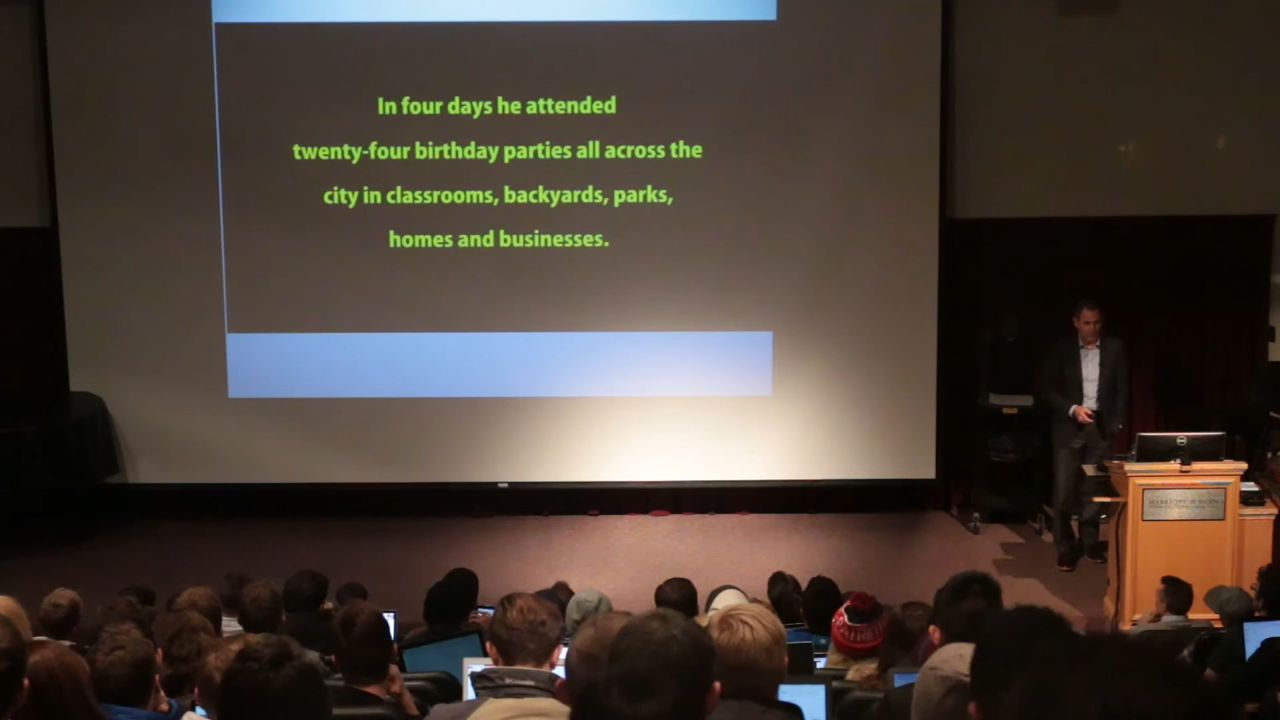 In four days he attended
twenty-four birthday parties all across the
city in classrooms, backyards, parks,
homes and businesses.
DELL